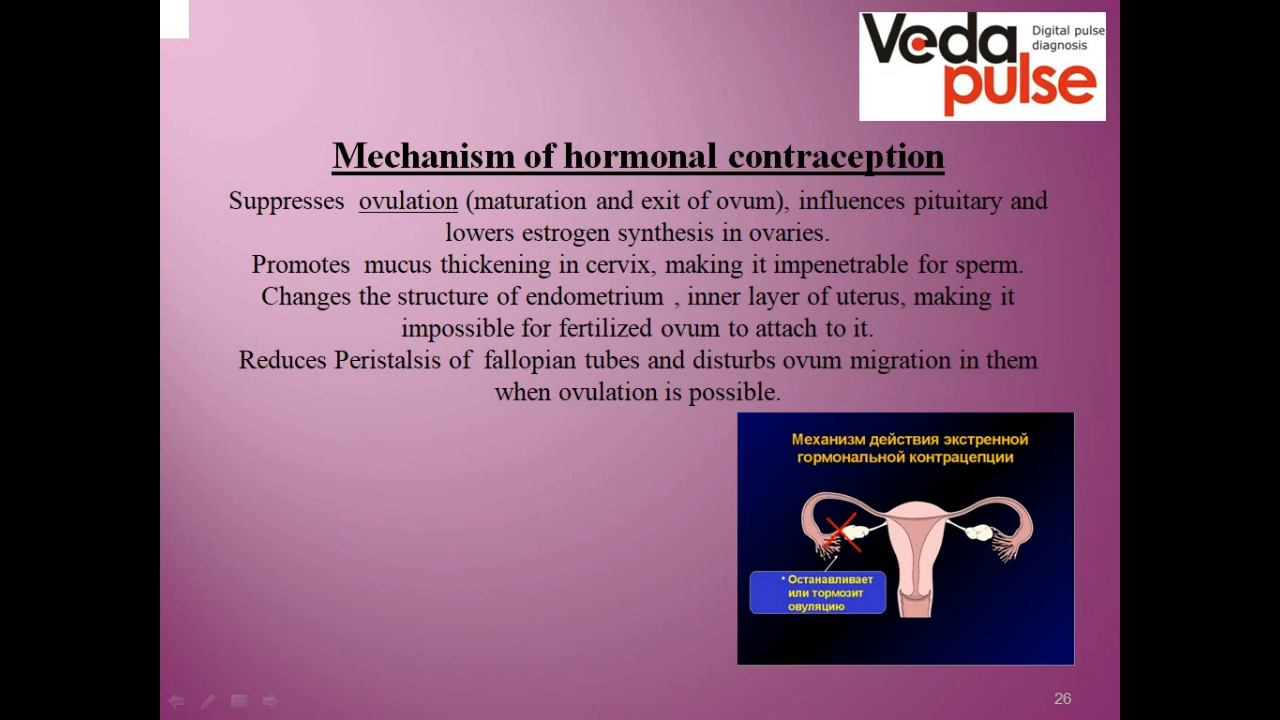 Veda
pulse
Digital pulse
diagnosis
Mechanism of hormonal contraception
Suppresses ovulation (maturation and exit of ovum), influences pituitary and
lowers estrogen synthesis in ovaries.
Promotes mucus thickening in cervix, making it impenetrable for sperm.
Changes the structure of endometrium , inner layer of uterus, making it
impossible for fertilized ovum to attach to it.
Reduces Peristalsis of fallopian tubes and disturbs ovum migration in them
when ovulation is possible.
Механизм действия экстренной
гормональной контрацепции
• Останавливает
или тормозит
овуляцию
26